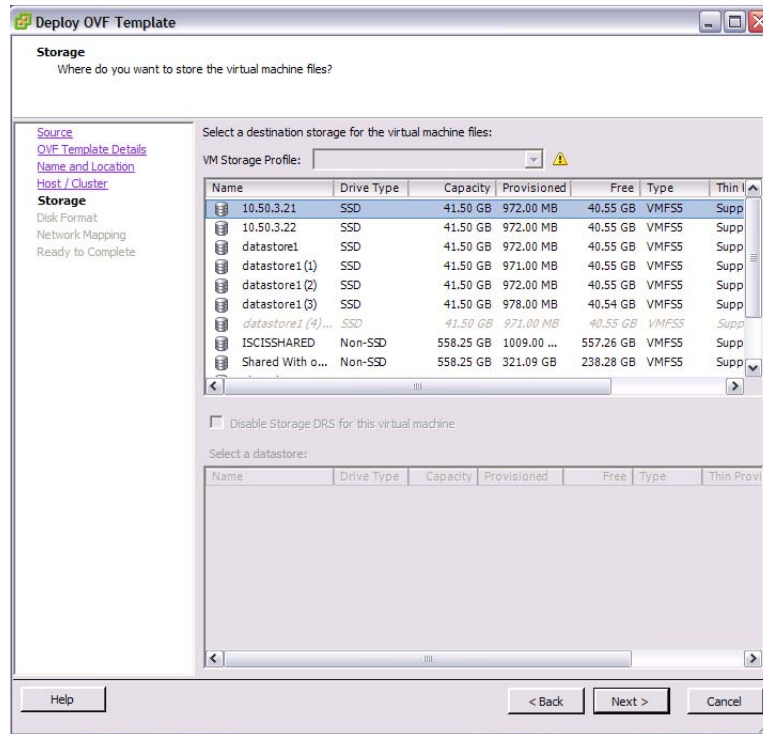 Deploy OVF Template
Storage
Where do you want to store the virtual machine files?
Source
OVF Template Details
Name and Location
Host / Cluster
Storage
Disk Format
Network Mapping
Ready to Complete
Select a destination storage for the virtual machine files:
VM Storage Profile:
Name Drive Type Capacity Provisioned Free Type Thin
10.50.3.21 SSD 41.50 GB 972.00 MB 40.55 GB VMFS5 Supp
10.50.3.22 SSD 41.50 GB 972.00 MB 40.55 GB VMFS5 Supp
datastore1 SSD 41.50 GB 972.00 MB 40.55 GB VMFS5 Supp
datastore1 (1) SSD 41.50 GB 971.00 MB 40.55 GB VMFS5 Supp
datastore1 (2) SSD 41.50 GB 972.00 MB 40.55 GB VMFS5 Supp
datastore1 (3) SSD 41.50 GB 978.00 MB 40.54 GB VMFS5 Supp
datastore1 (4)... SSD 41.50 GB 971.00 MB 40.55 GB VMFS5 Supp
ISCISSHARED Non-SSD 558.25 GB 1009.00 ... 557.26 GB VMFS5 Supp
Shared With o... Non-SSD 558.25 GB 321.09 GB 238.28 GB VMFS5 Supp
Disable Storage DRS for this virtual machine
Select a datastore:
Name Drive Type Capacity Provisioned Free Type Thin Provi
Help < Back Next > Cancel